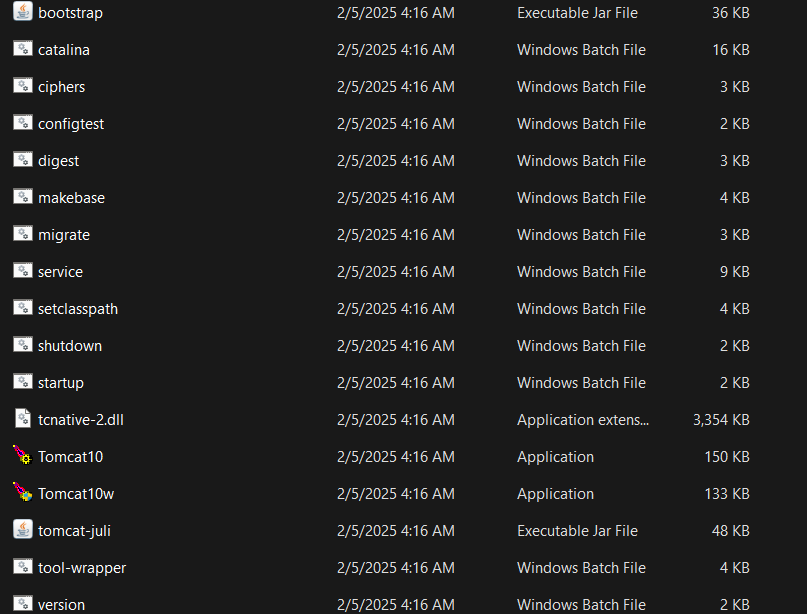 bootstrap 2/5/2025 4:16 AM Executable Jar File 36 KB
catalina 2/5/2025 4:16 AM Windows Batch File 16 KB
ciphers 2/5/2025 4:16 AM Windows Batch File 3 KB
configtest 2/5/2025 4:16 AM Windows Batch File 2 KB
digest 2/5/2025 4:16 AM Windows Batch File 3 KB
makebase 2/5/2025 4:16 AM Windows Batch File 4 KB
migrate 2/5/2025 4:16 AM Windows Batch File 3 KB
service 2/5/2025 4:16 AM Windows Batch File 9 KB
setclasspath 2/5/2025 4:16 AM Windows Batch File 4 KB
shutdown 2/5/2025 4:16 AM Windows Batch File 2 KB
startup 2/5/2025 4:16 AM Windows Batch File 2 KB
tcnative-2.dll 2/5/2025 4:16 AM Application extens... 3,354 KB
Tomcat10 2/5/2025 4:16 AM Application 150 KB
Tomcat10w 2/5/2025 4:16 AM Application 133 KB
tomcat-juli 2/5/2025 4:16 AM Executable Jar File 48 KB
tool-wrapper 2/5/2025 4:16 AM Windows Batch File 4 KB
version 2/5/2025 4:16 AM Windows Batch File 2 KB